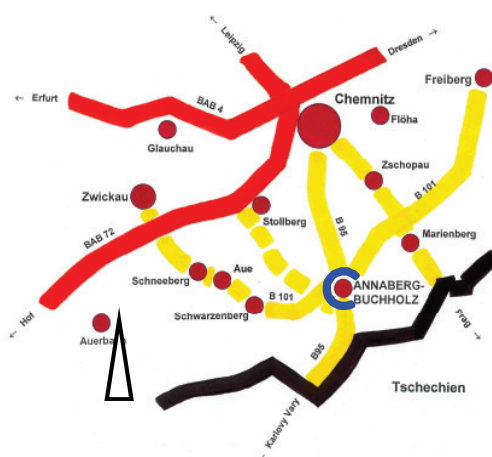 Leipzig
Dresden
Erfurt
BAB 4
Chemnitz
Freiberg
Flöha
Glauchau
Zschopau
Zwickau
B 101
Stollberg
B 95
BAB 72
Marienberg
Schneeberg
Aue
B 101
ANNABERG-
BUCHHOLZ
Schwarzenberg
Hof
Prag
Auerbach
B95
Tschechien
Karlovy Vary